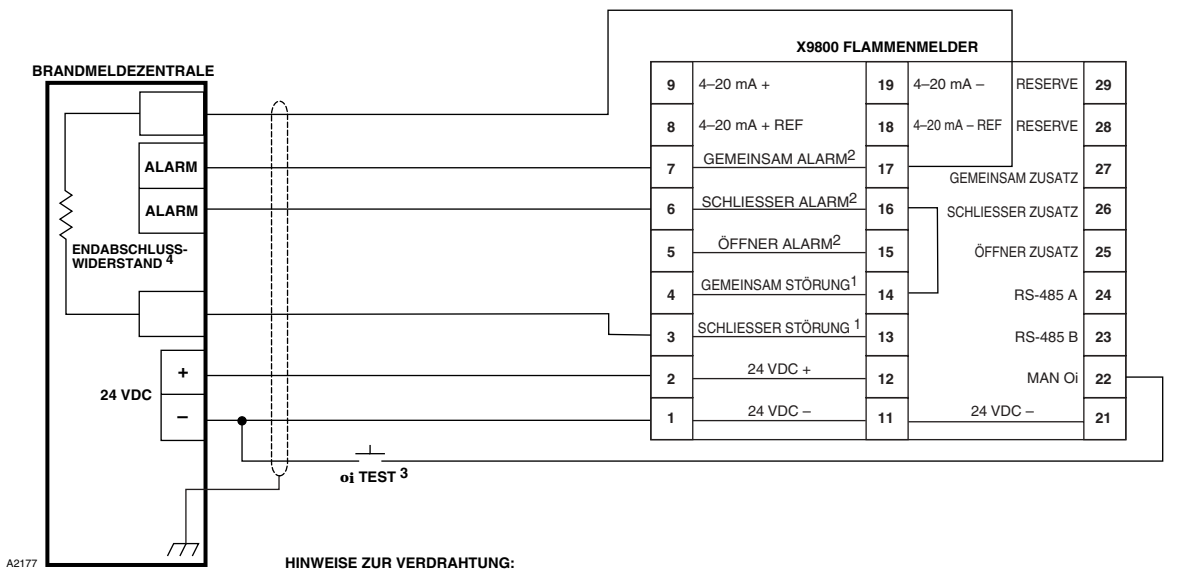 X9800 FLAMMENMELDER
BRANDMELDEZENTRALE
9 4–20 mA + 19 4–20 mA – RESERVE 29
8 4–20 mA + REF 18 4–20 mA – REF RESERVE 28
ALARM 7 GEMEINSAM ALARM2 17 GEMEINSAM ZUSATZ 27
ALARM 6 SCHLIESSER ALARM2 16 SCHLIESSER ZUSATZ 26
ENDABSCHLUSS-
WIDERSTAND 4
5 ÖFFNER ALARM2 15 ÖFFNER ZUSATZ 25
4 GEMEINSAM STÖRUNG1 14 RS-485 A 24
3 SCHLIESSER STÖRUNG 1 13 RS-485 B 23
24 VDC
+ 2 24 VDC + 12 MAN Oi 22
– 1 24 VDC – 11 24 VDC – 21
oi TEST 3
A2177
HINWEISE ZUR VERDRAHTUNG: